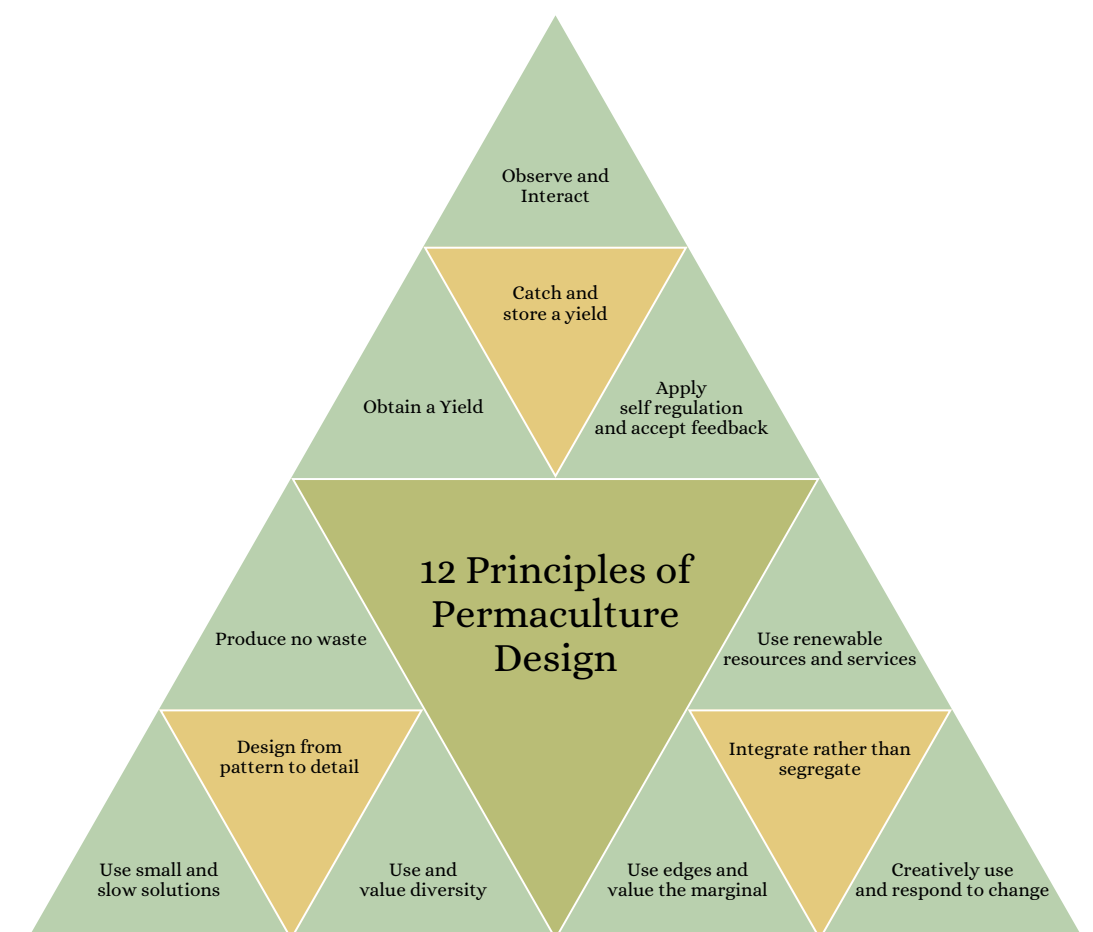 Observe and
Interact
Catch and
store a yield
Obtain a Yield
Apply
self regulation
and accept feedback
12 Principles of
Permaculture
Design
Produce no waste
Use renewable
resources and services
Design from
pattern to detail
Integrate rather than
segregate
Use small and
slow solutions
Use and
value diversity
Use edges and
value the marginal
Creatively use
and respond to change